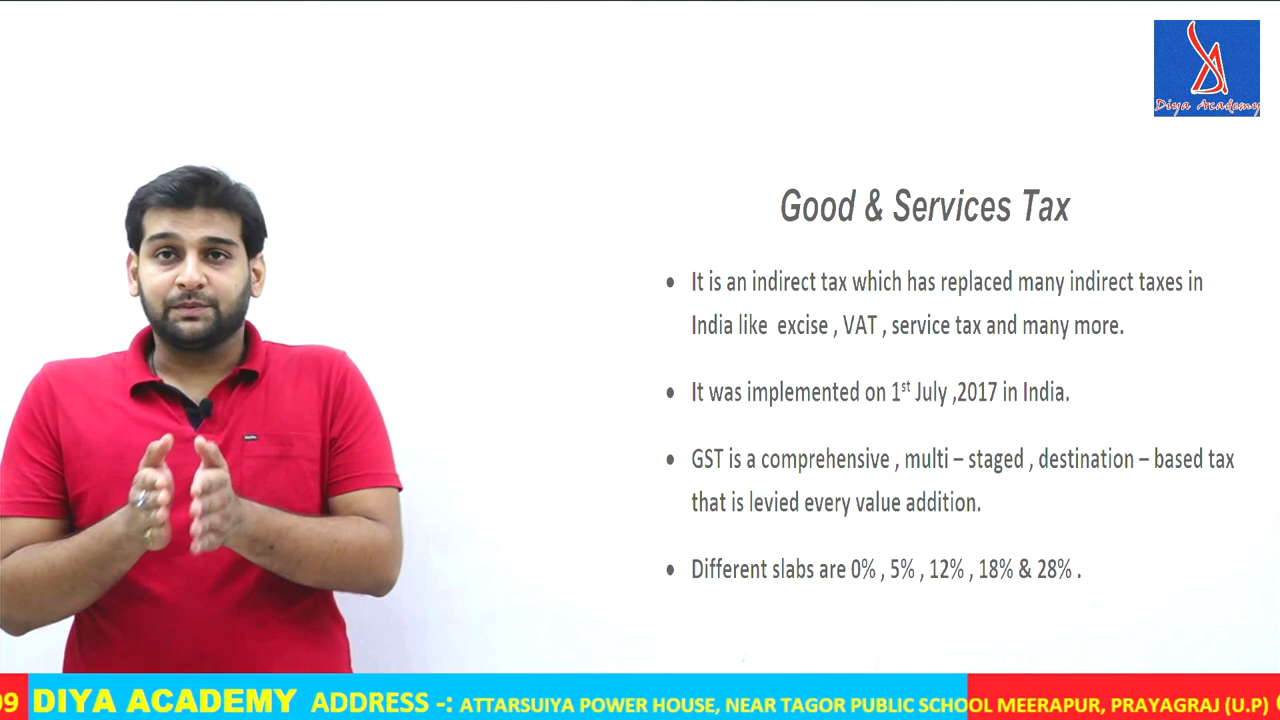 Diya Academy
Good & Services Tax
• It is an indirect tax which has replaced many indirect taxes in
India like excise , VAT , service tax and many more.
• It was implemented on 1st July ,2017 in India.
• GST is a comprehensive , multi – staged , destination – based tax
that is levied every value addition.
• Different slabs are 0% , 5% , 12% , 18% & 28% .
09 DIYA ACADEMY ADDRESS -: ATTARSUIYA POWER HOUSE, NEAR TAGOR PUBLIC SCHOOL MEERAPUR, PRAYAGRAJ (U.P)